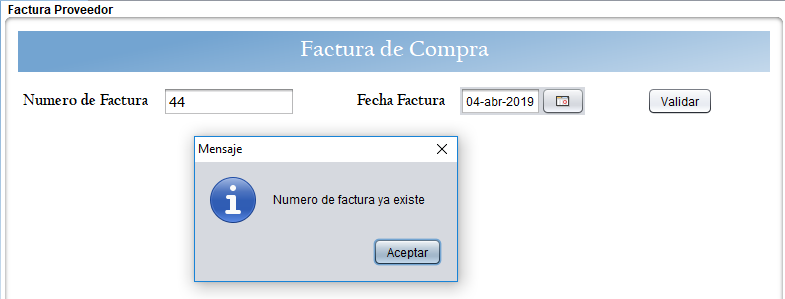 Factura Proveedor
Factura de Compra
Numero de Factura 44 Fecha Factura 04-abr-2019 Validar
Mensaje
Numero de factura ya existe
Aceptar